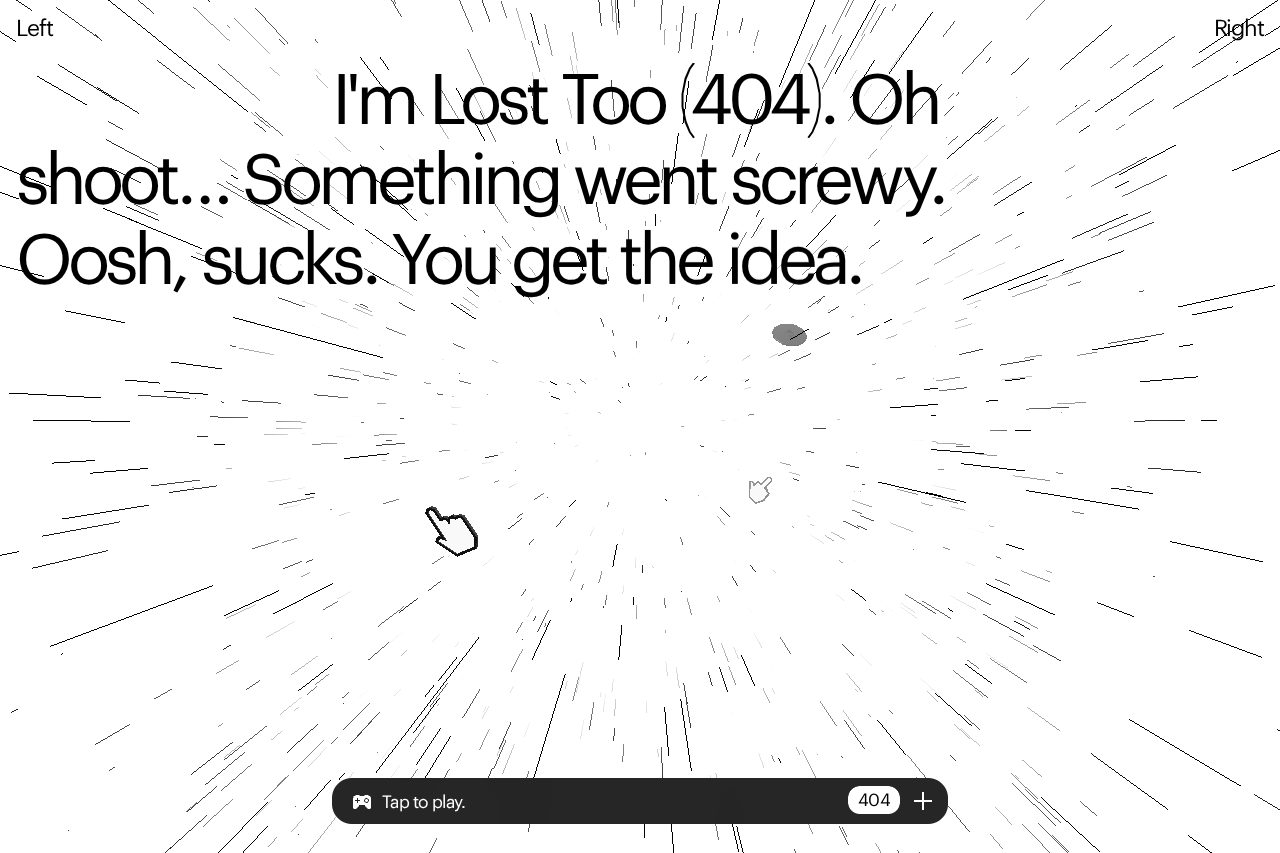 Left
Right
I'm Lost Too (404). Oh
shoot... Something went screwy.
Oosh, sucks. You get the idea.
Tap to play.
404